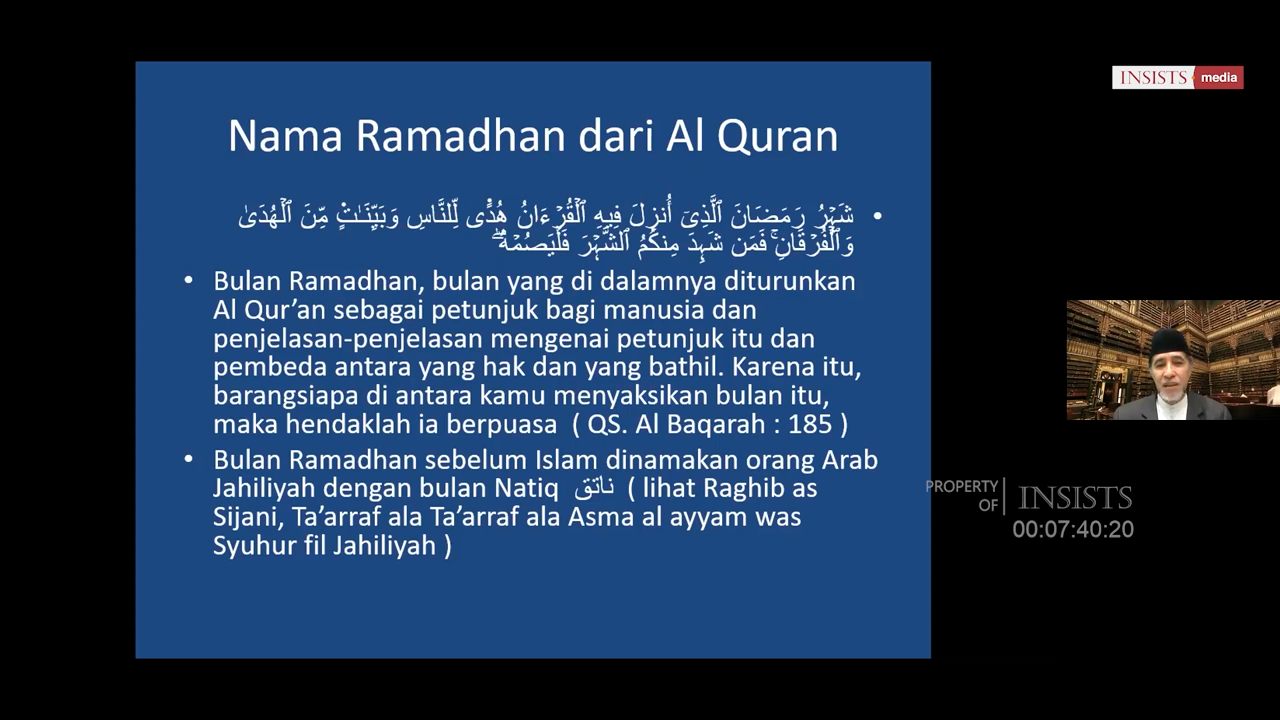 INSISTS media
Nama Ramadhan dari Al Quran
• شَهۡرُ رَمَضَانَ ٱلَّذِيٓ أُنزِلَ فِيهِ ٱلۡقُرۡءَانُ هُدٗى لِّلنَّاسِ وَبَيِّنَٰتٖ مِّنَ ٱلۡهُدَىٰ
وَٱلۡفُرۡقَانِۚ فَمَن شَهِدَ مِنكُمُ ٱلشَّهۡرَ فَلۡيَصُمۡهُۖ
• Bulan Ramadhan, bulan yang di dalamnya diturunkan
Al Qur’an sebagai petunjuk bagi manusia dan
penjelasan-penjelasan mengenai petunjuk itu dan
pembeda antara yang hak dan yang bathil. Karena itu,
barangsiapa di antara kamu menyaksikan bulan itu,
maka hendaklah ia berpuasa ( QS. Al Baqarah : 185 )
• Bulan Ramadhan sebelum Islam dinamakan orang Arab
Jahiliyah dengan bulan Natiq ناتق ( lihat Raghib as
Sijani, Ta’arraf ala Ta’arraf ala Asma al ayyam was
Syuhur fil Jahiliyah )
PROPERTY
OF
INSISTS
00:07:40:20